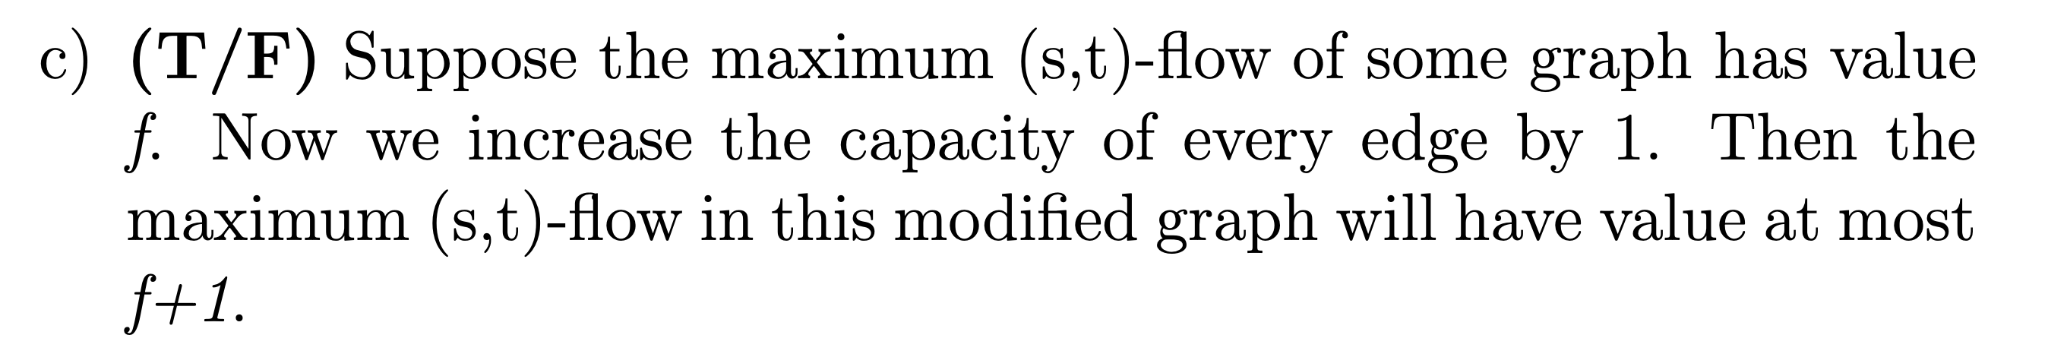 c) (T/F) Suppose the maximum (s,t)-flow of some graph has value
f. Now we increase the capacity of every edge by 1. Then the
maximum (s,t)-flow in this modified graph will have value at most
f+1.